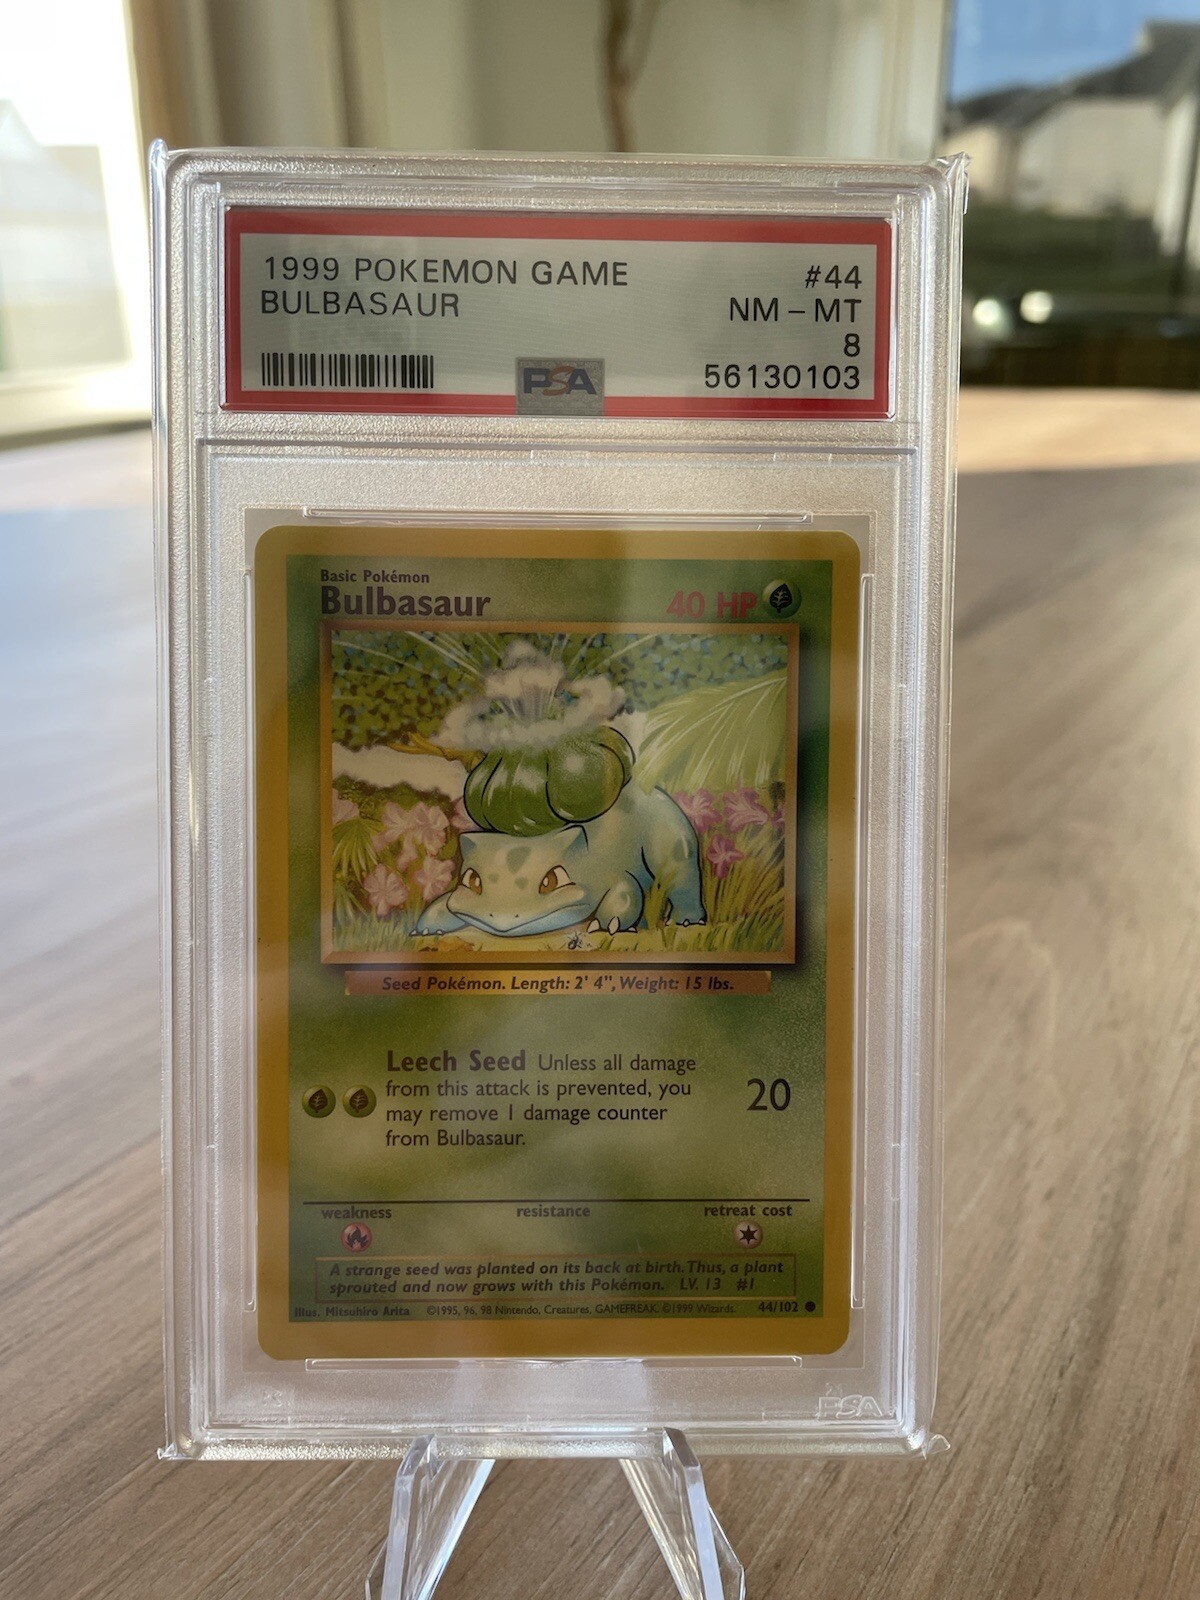 1999 POKEMON GAME #44
BULBASAUR NM - MT
8
PSA 56130103
Basic Pokémon
Bulbasaur 40 HP
Seed Pokémon. Length: 2' 4", Weight: 15 lbs.
Leech Seed Unless all damage
from this attack is prevented, you
may remove 1 damage counter
from Bulbasaur.
20
weakness resistance retreat cost
A strange seed was planted on its back at birth. Thus, a plant
sprouted and now grows with this Pokémon. LV. 13 #1
Illus. Mitsuhiro Arita ©1995, 96, 98 Nintendo, Creatures, GAMEFREAK. ©1999 Wizards. 44/102
PSA